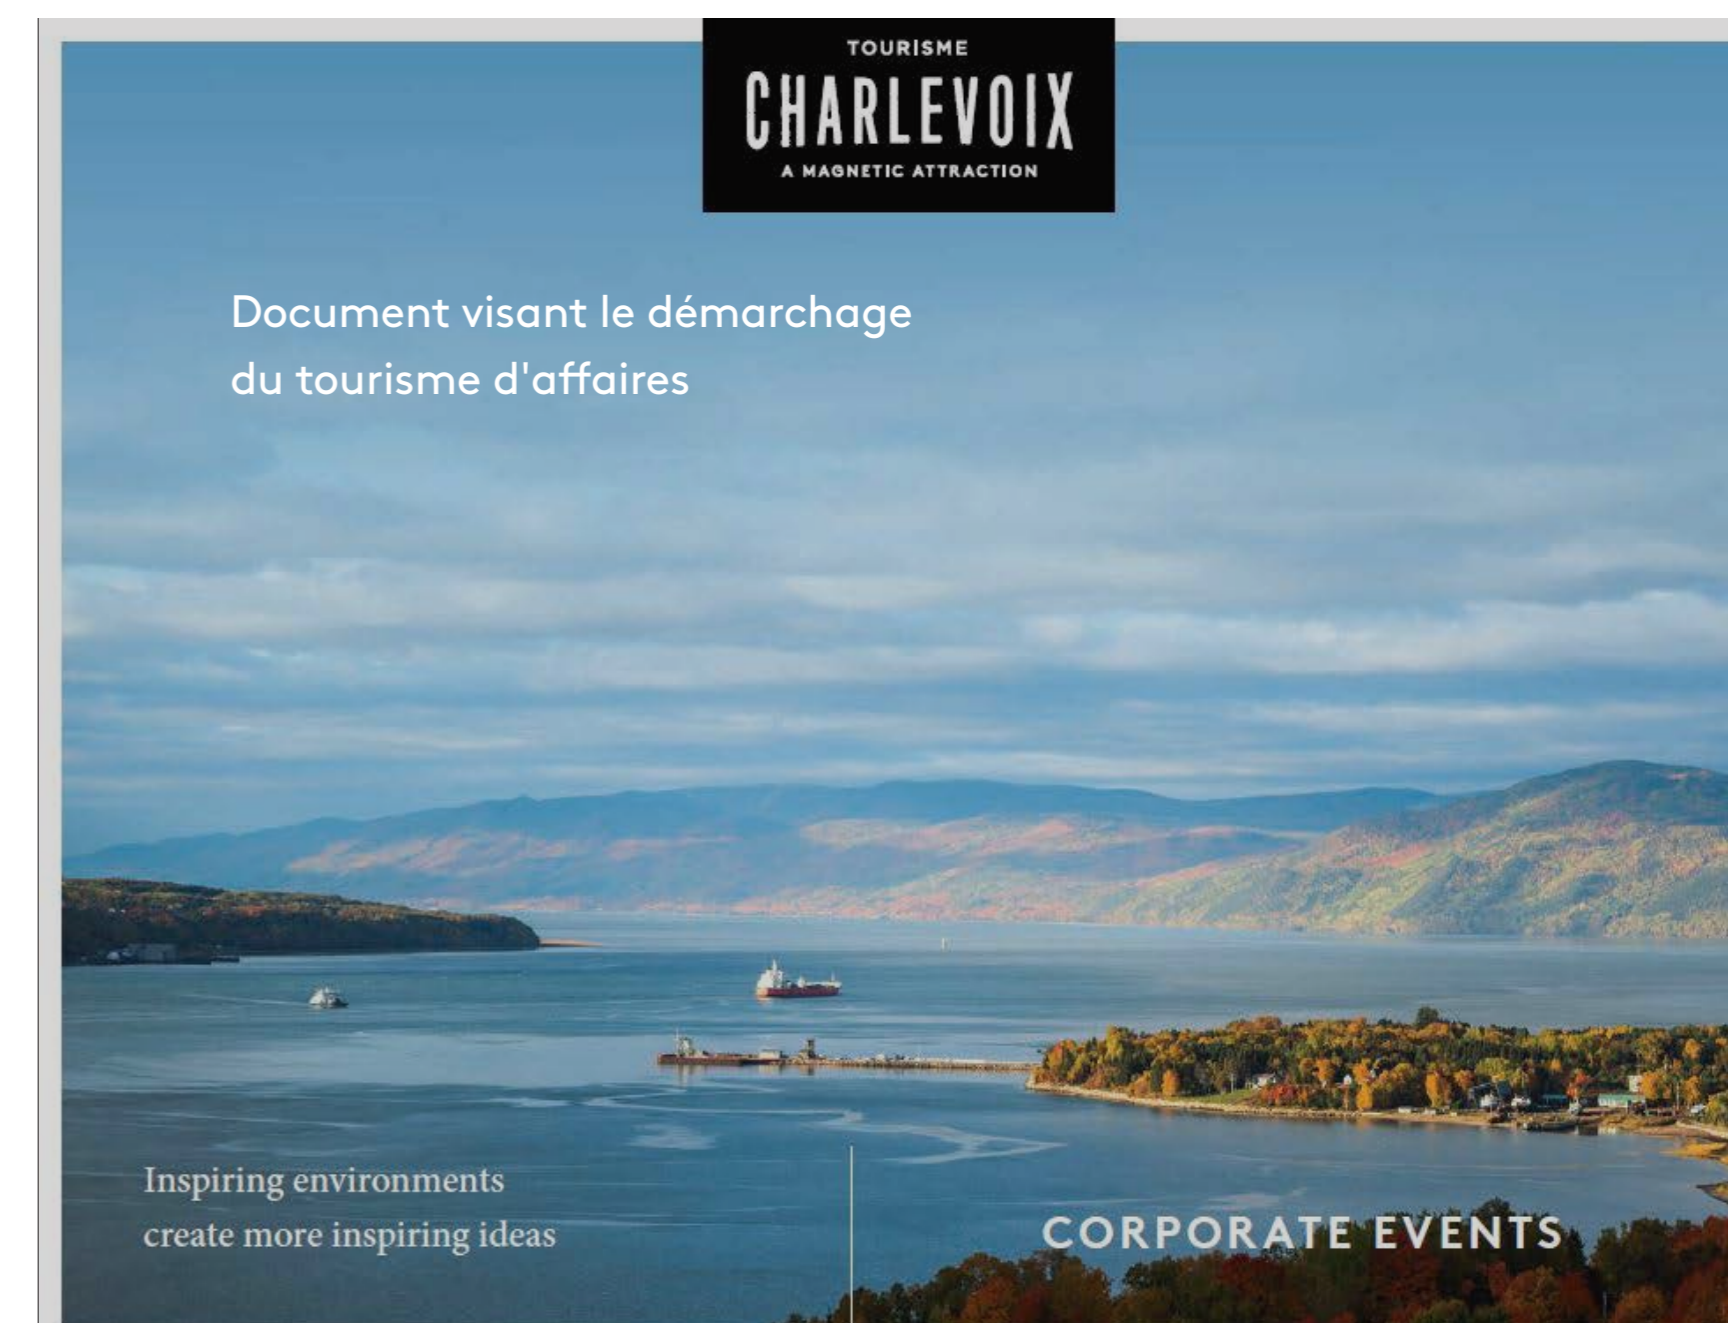 TOURISME
CHARLEVOIX
A MAGNETIC ATTRACTION
Document visant le démarchage
du tourisme d'affaires
Inspiring environments
create more inspiring ideas
CORPORATE EVENTS